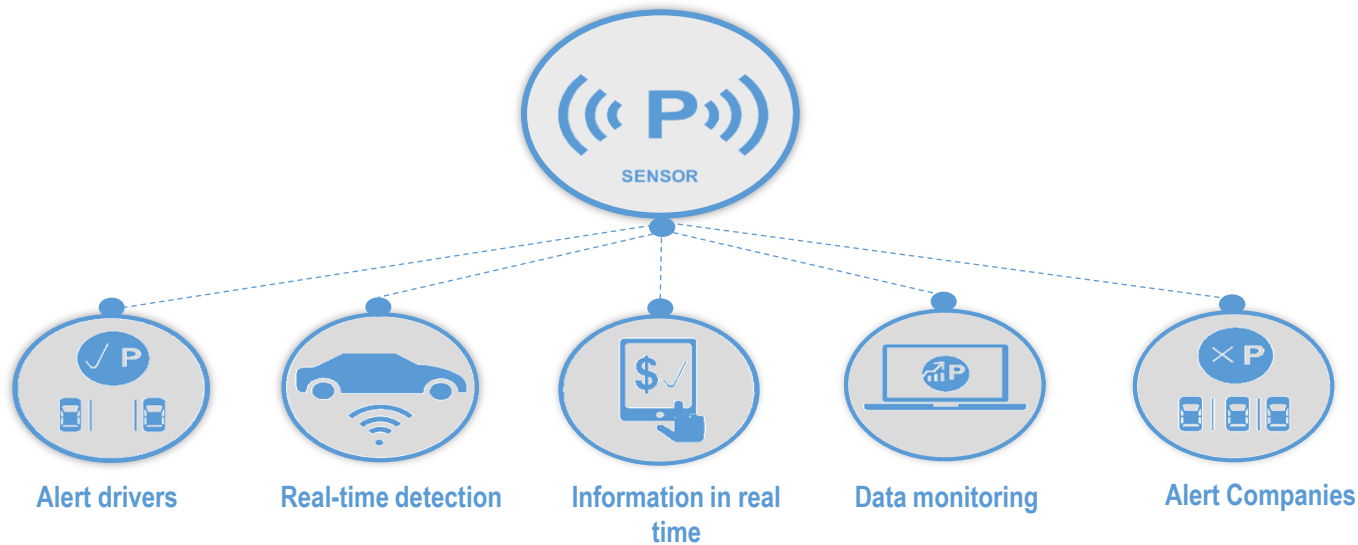 P
SENSOR
P
$
P
P
Alert drivers
Real-time detection
Information in real
time
Data monitoring
Alert Companies